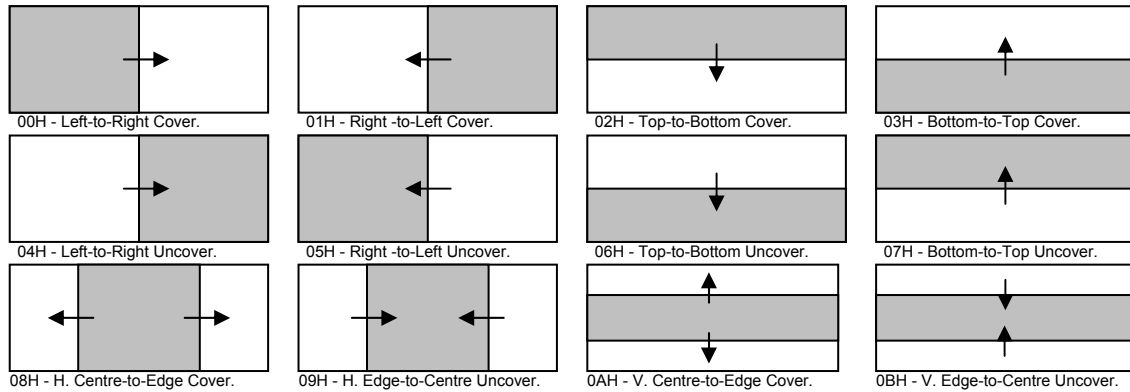 00H - Left-to-Right Cover.
01H - Right -to-Left Cover.
02H - Top-to-Bottom Cover.
03H - Bottom-to-Top Cover.
04H - Left-to-Right Uncover.
05H - Right -to-Left Uncover.
06H - Top-to-Bottom Uncover.
07H - Bottom-to-Top Uncover.
08H - H. Centre-to-Edge Cover.
09H - H. Edge-to-Centre Uncover.
0AH - V. Centre-to-Edge Cover.
0BH - V. Edge-to-Centre Uncover.